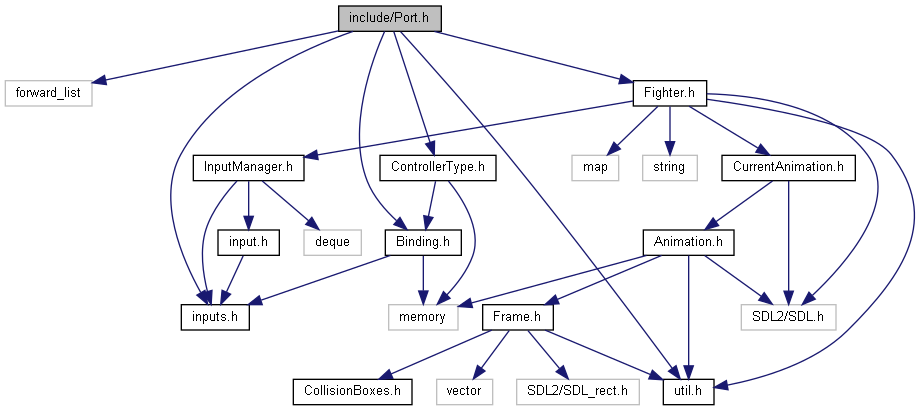 include/Port.h
forward_list
Fighter.h
InputManager.h
ControllerType.h
map
string
CurrentAnimation.h
input.h
deque
Binding.h
Animation.h
inputs.h
memory
Frame.h
SDL2/SDL.h
CollisionBoxes.h
vector
SDL2/SDL_rect.h
util.h